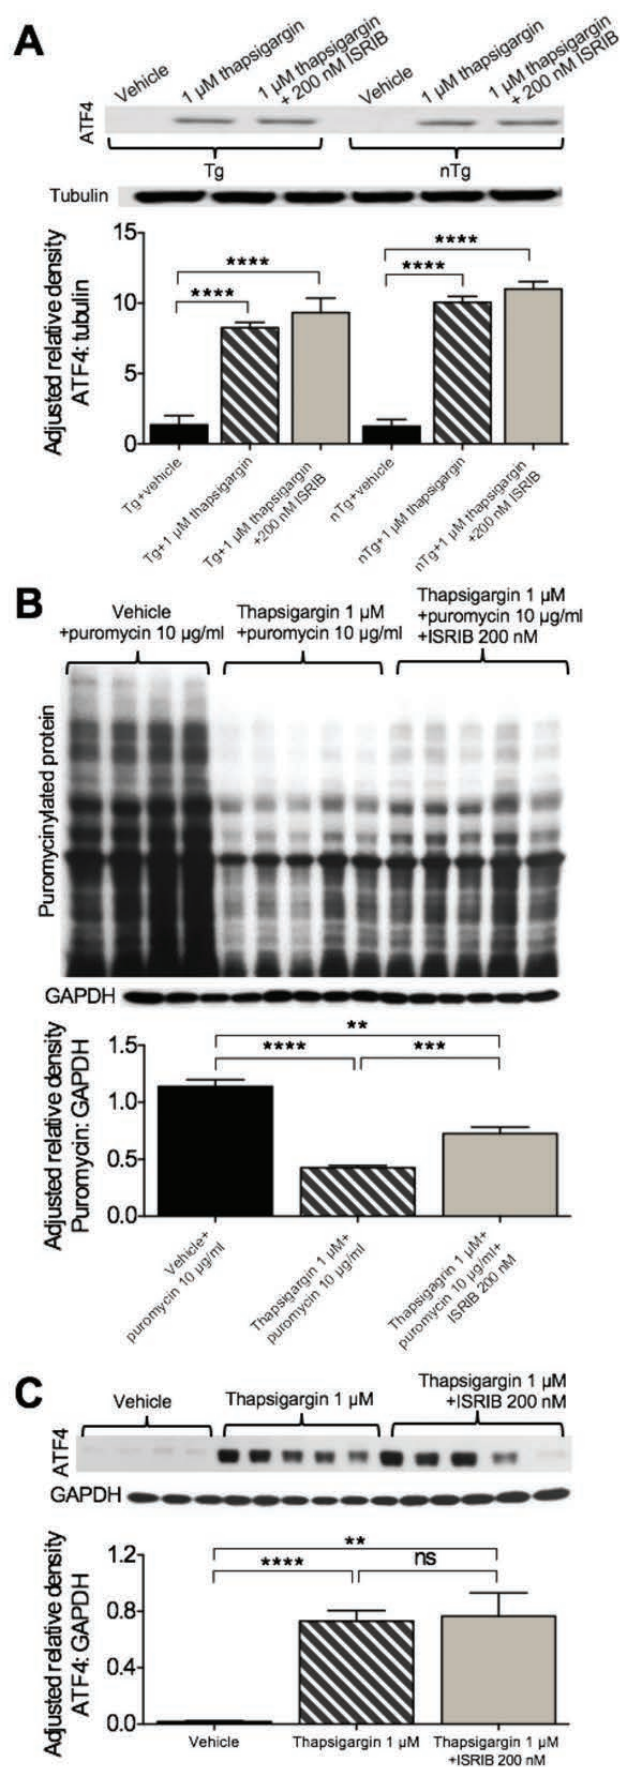 A
Vehicle
1 µM thapsigargin
1 µM thapsigargin
+ 200 nM ISRIB
Vehicle
1 µM thapsigargin
1 µM thapsigargin
+ 200 nM ISRIB
ATF4
Tg
nTg
Tubulin
Adjusted relative density
ATF4: tubulin
15
10
5
0
****
****
****
****
Tg+vehicle
Tg+1 µM thapsigargin
Tg+1 µM thapsigargin
+200 nM ISRIB
nTg+vehicle
nTg+1 µM thapsigargin
nTg+1 µM thapsigargin
+200 nM ISRIB
B
Vehicle
+puromycin 10 µg/ml
Thapsigargin 1 µM
+puromycin 10 µg/ml
Thapsigargin 1 µM
+puromycin 10 µg/ml
+ISRIB 200 nM
Puromycinylated protein
GAPDH
Adjusted relative density
Puromycin: GAPDH
1.5
1.0
0.5
0.0
**
****
***
Vehicle+
puromycin 10 µg/ml
Thapsigargin 1 µM+
puromycin 10 µg/ml
Thapsigagrin 1 µM+
puromycin 10 µg/ml+
ISRIB 200 nM
C
Vehicle
Thapsigargin 1 µM
Thapsigargin 1 µM
+ISRIB 200 nM
ATF4
GAPDH
Adjusted relative density
ATF4: GAPDH
1.2
0.8
0.4
0.0
**
****
ns
Vehicle
Thapsigargin 1 µM
Thapsigargin 1 µM
+ISRIB 200 nM